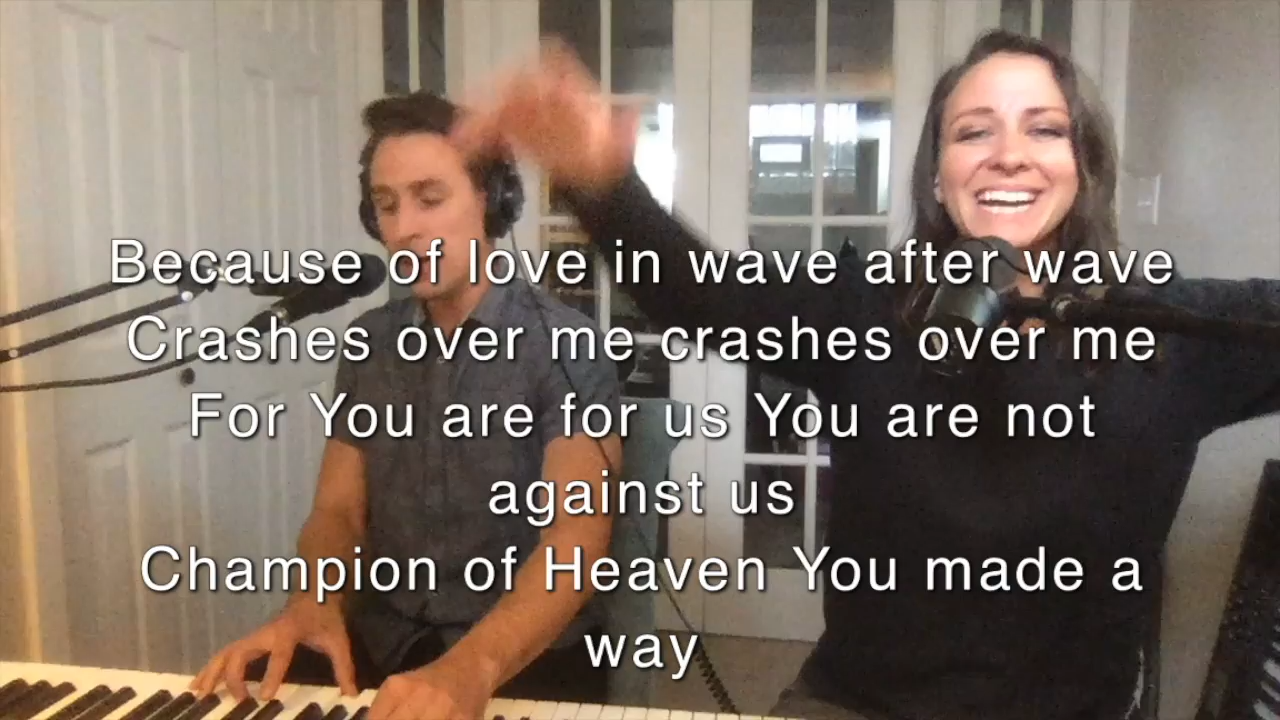 Because of love in wave after wave
Crashes over me crashes over me
For You are for us You are not
against us
Champion of Heaven You made a
way